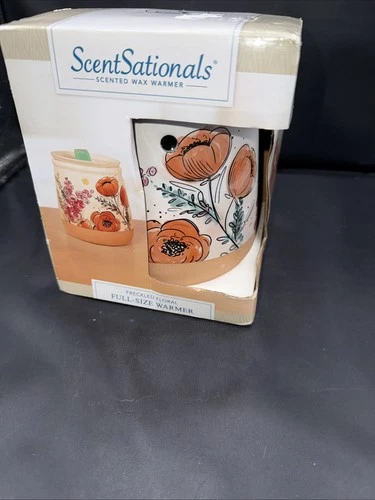 ScentSationals®
SCENTED WAX WARMER
FRECKLED FLORAL
FULL-SIZE WARMER